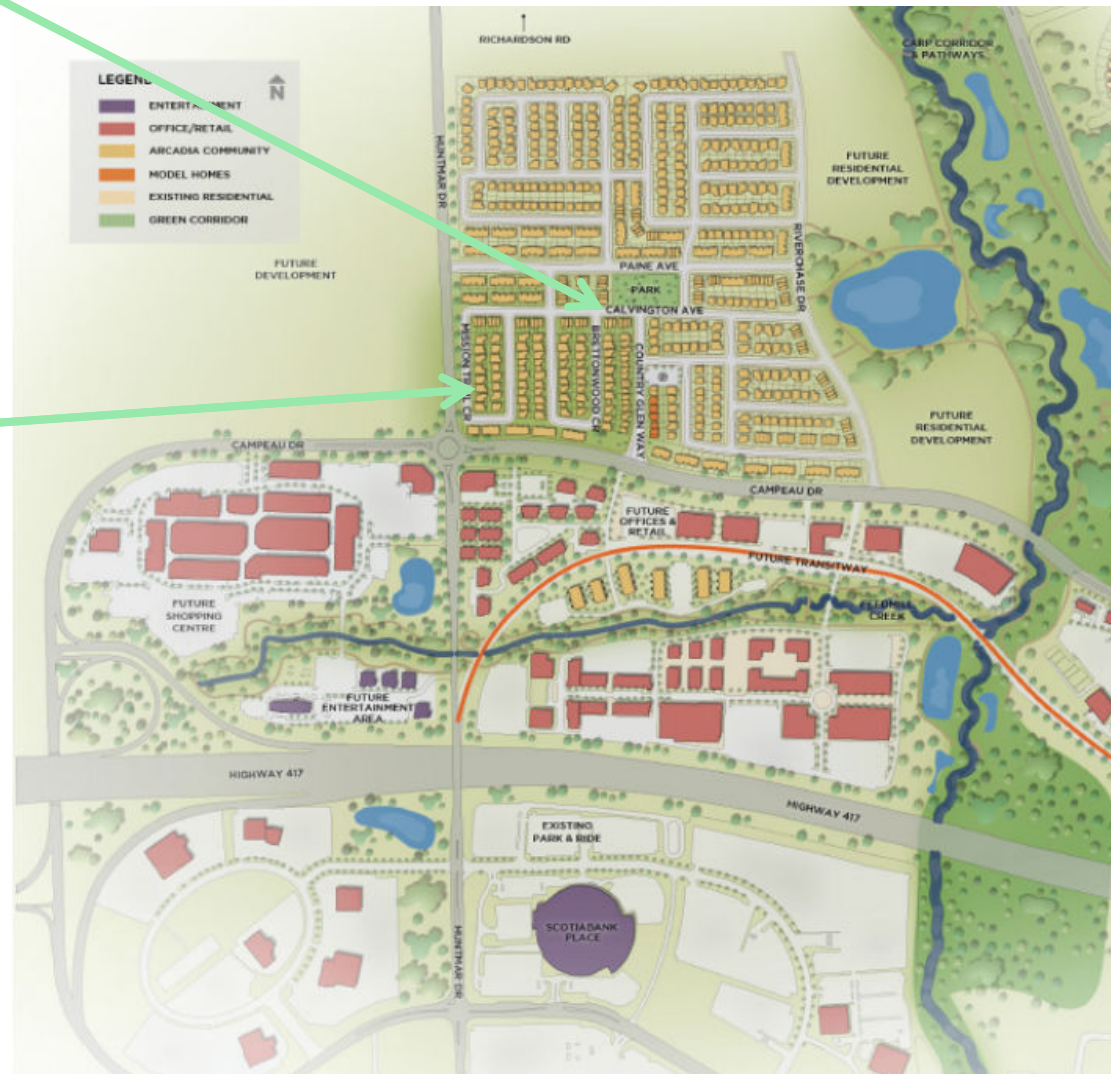 RICHARDSON RD
CARP CORRIDOR
& PATHWAYS
LEGEND
N
ENTERTAINMENT
OFFICE/RETAIL
ARCADIA COMMUNITY
MODEL HOMES
EXISTING RESIDENTIAL
GREEN CORRIDOR
HUNTMAR DR
FUTURE
RESIDENTIAL
DEVELOPMENT
FUTURE
DEVELOPMENT
RIVERCHASE DR
PAINE AVE
PARK
CALVINGTON AVE
MISSION TRAIL CR
BRETTONWOOD CR
COUNTRY GLEN WAY
FUTURE
RESIDENTIAL
DEVELOPMENT
CAMPEAU DR
CAMPEAU DR
FUTURE
OFFICES &
RETAIL
FUTURE TRANSITWAY
FEEDMILL
CREEK
FUTURE
SHOPPING
CENTRE
FUTURE
ENTERTAINMENT
AREA
HIGHWAY 417
HIGHWAY 417
EXISTING
PARK & RIDE
SCOTIABANK
PLACE
HUNTMAR DR